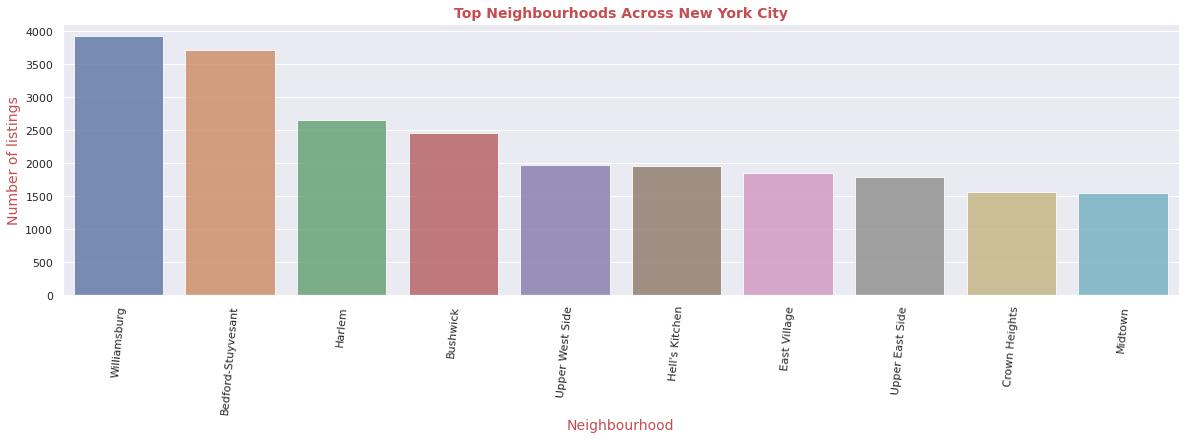 Top Neighbourhoods Across New York City
Number of listings
4000
3500
3000
2500
2000
1500
1000
500
0
Williamsburg
Bedford-Stuyvesant
Harlem
Bushwick
Upper West Side
Hell's Kitchen
East Village
Upper East Side
Crown Heights
Midtown
Neighbourhood